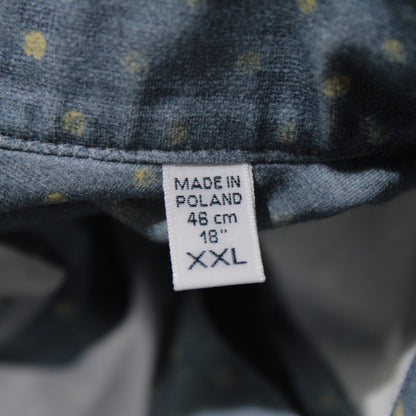 MADE IN
POLAND
46 cm
18"
XXL